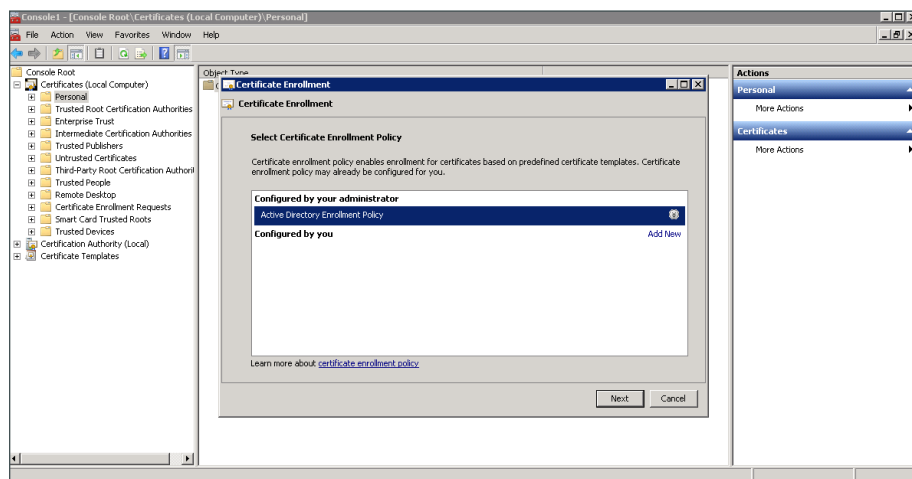 Console1 - [Console Root\Certificates (Local Computer)\Personal]
File Action View Favorites Window Help
Console Root
Certificates (Local Computer)
Personal
Trusted Root Certification Authorities
Enterprise Trust
Intermediate Certification Authorities
Trusted Publishers
Untrusted Certificates
Third-Party Root Certification Authori
Trusted People
Remote Desktop
Certificate Enrollment Requests
Smart Card Trusted Roots
Trusted Devices
Certification Authority (Local)
Certificate Templates
Object Type
Certificate Enrollment
Certificate Enrollment
Select Certificate Enrollment Policy
Certificate enrollment policy enables enrollment for certificates based on predefined certificate templates. Certificate
enrollment policy may already be configured for you.
Configured by your administrator
Active Directory Enrollment Policy
Configured by you Add New
Learn more about certificate enrollment policy
Next Cancel
Actions
Personal
More Actions
Certificates
More Actions